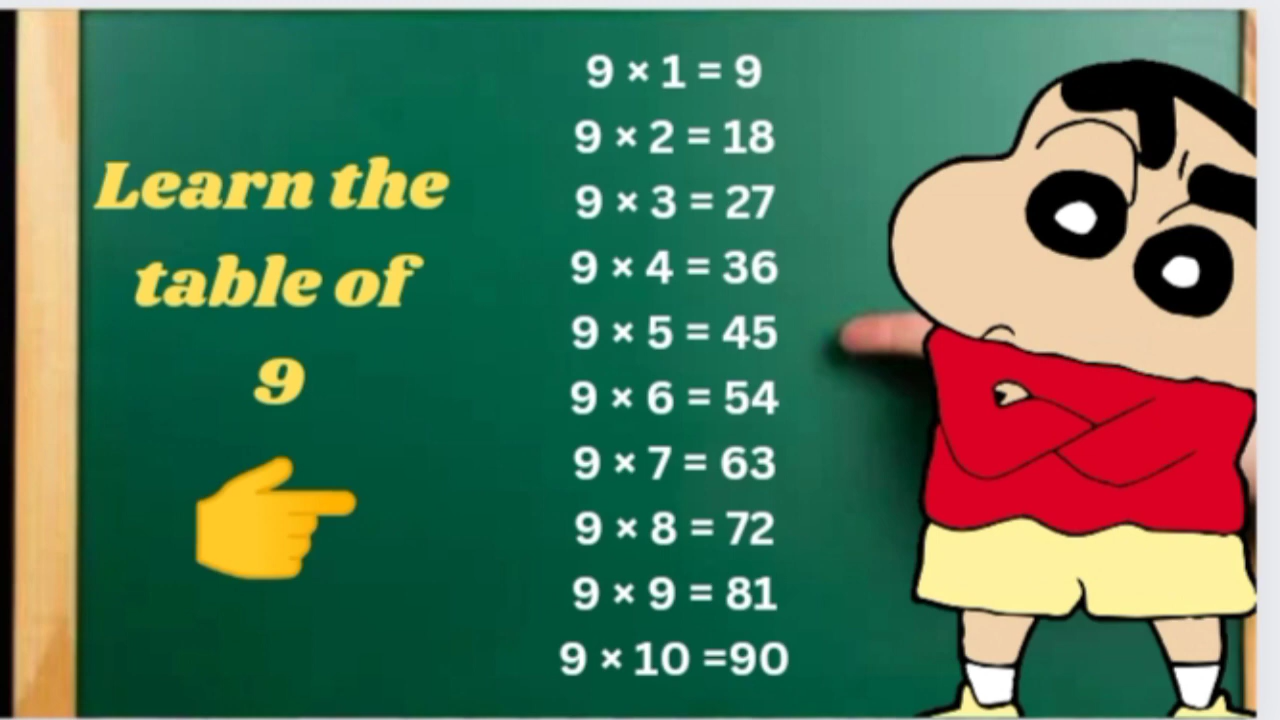 Learn the
table of
9
9 × 1 = 9
9 × 2 = 18
9 × 3 = 27
9 × 4 = 36
9 × 5 = 45
9 × 6 = 54
9 × 7 = 63
9 × 8 = 72
9 × 9 = 81
9 × 10 =90